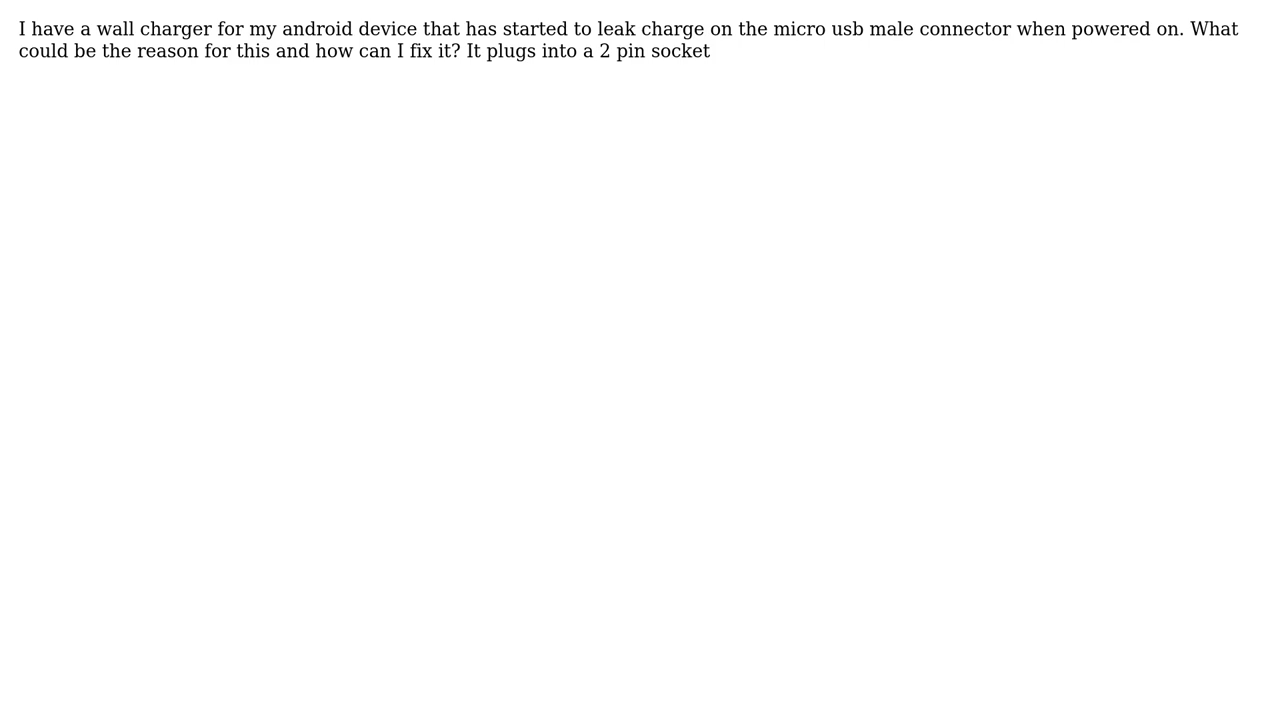 I have a wall charger for my android device that has started to leak charge on the micro usb male connector when powered on. What
could be the reason for this and how can I fix it? It plugs into a 2 pin socket